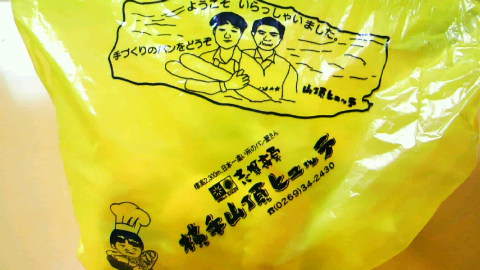 ようこそ いらっしゃいました。
手づくりのパンをどうぞ
山頂ヒュッテ
標高2,300m、日本一高い所のパン屋さん
志賀高原
横手山頂ヒュッテ
☎(0269)34-2430